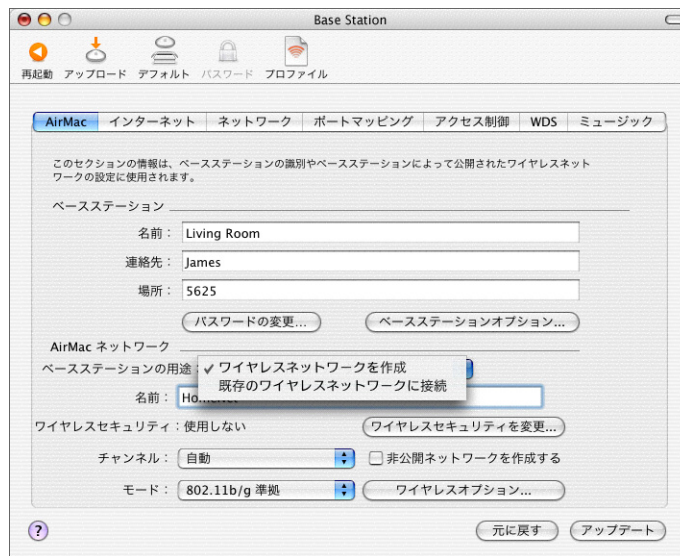 Base Station
再起動 アップロード デフォルト パスワード プロファイル
AirMac インターネット ネットワーク ポートマッピング アクセス制御 WDS ミュージック
このセクションの情報は、ベースステーションの識別やベースステーションによって公開されたワイヤレスネット
ワークの設定に使用されます。
ベースステーション
名前： Living Room
連絡先： James
場所： 5625
パスワードの変更... ベースステーションオプション...
AirMac ネットワーク
ベースステーションの用途： ✓ ワイヤレスネットワークを作成
既存のワイヤレスネットワークに接続
名前：
ワイヤレスセキュリティ：使用しない ワイヤレスセキュリティを変更...
チャンネル： 自動 非公開ネットワークを作成する
モード： 802.11b/g 準拠 ワイヤレスオプション...
? 元に戻す アップデート